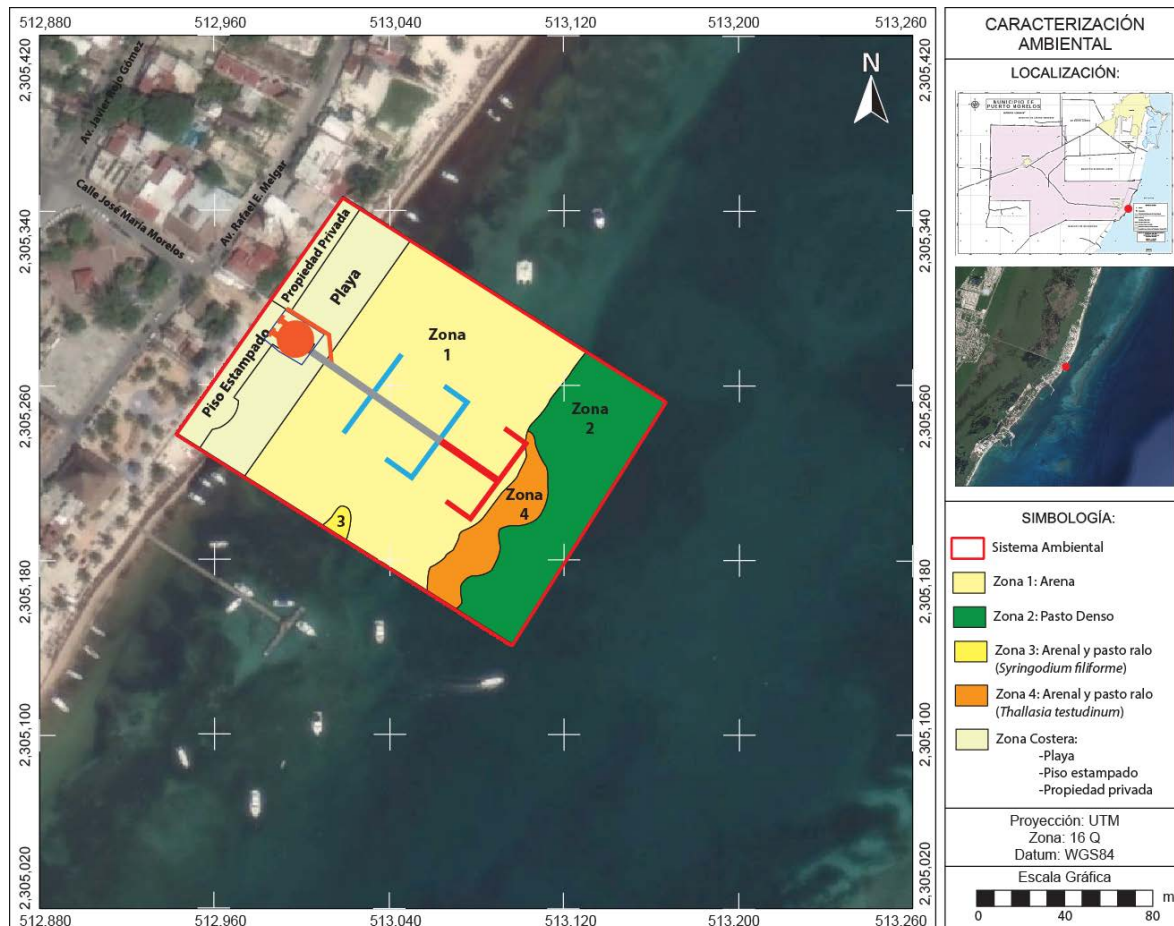 512,880
512,960
513,040
513,120
513,200
513,260
2,305,420
2,305,340
2,305,260
2,305,180
2,305,100
2,305,020
2,305,420
2,305,340
2,305,260
2,305,180
2,305,100
2,305,020
512,880
512,960
513,040
513,120
513,200
513,260
N
Av. Javier Rojo Gómez
Calle José María Morelos
Av. Rafael E. Melgar
Propiedad Privada
Playa
Piso Estampado
Zona
1
Zona
2
Zona
4
3
CARACTERIZACIÓN
AMBIENTAL
LOCALIZACIÓN:
MUNICIPIO DE
PUERTO MORELOS
SIMBOLOGÍA:
Sistema Ambiental
Zona 1: Arena
Zona 2: Pasto Denso
Zona 3: Arenal y pasto ralo
(Syringodium filiforme)
Zona 4: Arenal y pasto ralo
(Thallasia testudinum)
Zona Costera:
-Playa
-Piso estampado
-Propiedad privada
Proyección: UTM
Zona: 16 Q
Datum: WGS84
Escala Gráfica
m
0 40 80